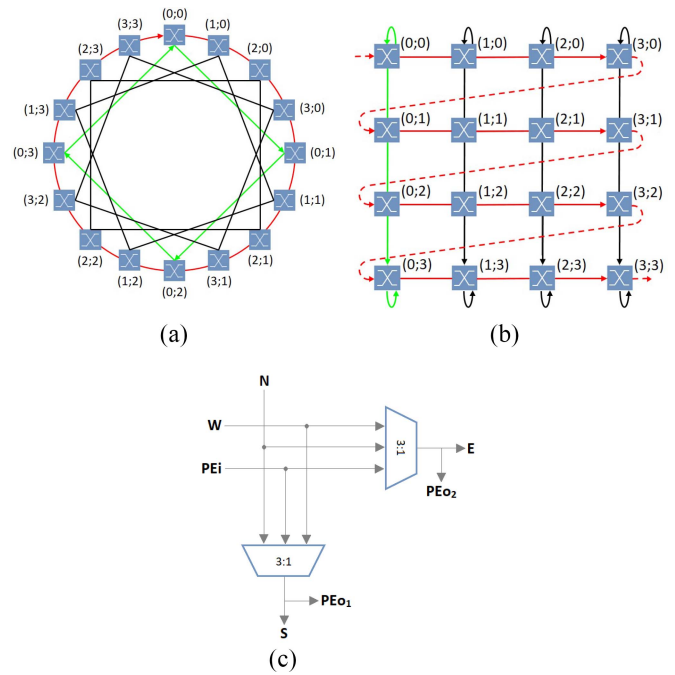 (3;3) (0;0) (1;0)
(2;3) (2;0)
(1;3) (3;0)
(0;3) (0;1)
(3;2) (1;1)
(2;2) (2;1)
(1;2) (0;2) (3;1)
(a)
(0;0) (1;0) (2;0) (3;0)
(0;1) (1;1) (2;1) (3;1)
(0;2) (1;2) (2;2) (3;2)
(0;3) (1;3) (2;3) (3;3)
(b)
N
W
PEi
3:1
E
PEo2
3:1
PEo1
S
(c)